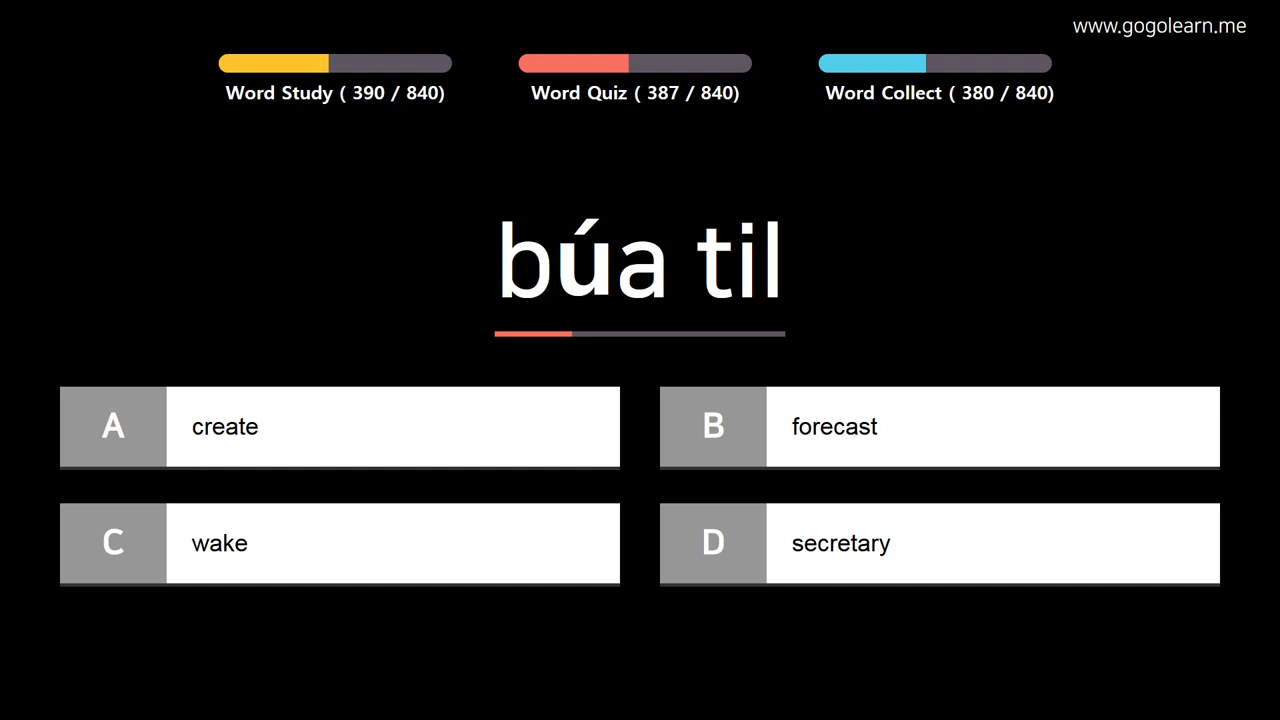 www.gogolearn.me
Word Study ( 390 / 840)
Word Quiz ( 387 / 840)
Word Collect ( 380 / 840)
búa til
A create
B forecast
C wake
D secretary